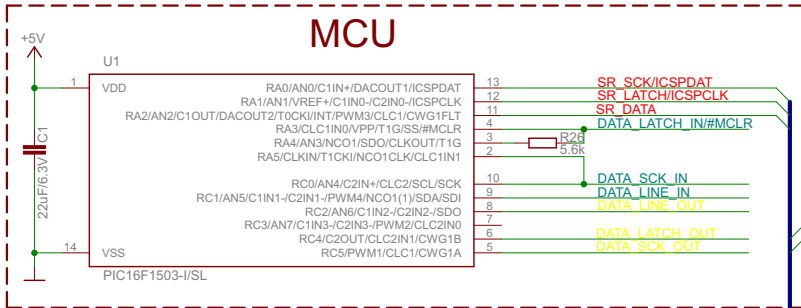 MCU
+5V
U1
1 VDD RA0/AN0/C1IN+/DACOUT1/ICSPDAT 13 SR_SCK/ICSPDAT
RA1/AN1/VREF+/C1IN0-/C2IN0-/ICSPCLK 12 SR_LATCH/ICSPCLK
RA2/AN2/C1OUT/DACOUT2/T0CKI/INT/PWM3/CLC1/CWG1FLT 11 SR_DATA
RA3/CLC1IN0/VPP/T1G/SS/#MCLR 4 DATA_LATCH_IN/#MCLR
RA4/AN3/NCO1/SDO/CLKOUT/T1G 3 R26
RA5/CLKIN/T1CKI/NCO1CLK/CLC1IN1 2 5.6k
C1
22uF/6.3V
RC0/AN4/C2IN+/CLC2/SCL/SCK 10 DATA_SCK_IN
RC1/AN5/C1IN1-/C2IN1-/PWM4/NCO1(1)/SDA/SDI 9 DATA_LINE_IN
RC2/AN6/C1IN2-/C2IN2-/SDO 8 DATA_LINE_OUT
RC3/AN7/C1IN3-/C2IN3-/PWM2/CLC2IN0 7
RC4/C2OUT/CLC2IN1/CWG1B 6 DATA_LATCH_OUT
14 VSS RC5/PWM1/CLC1/CWG1A 5 DATA_SCK_OUT
PIC16F1503-I/SL